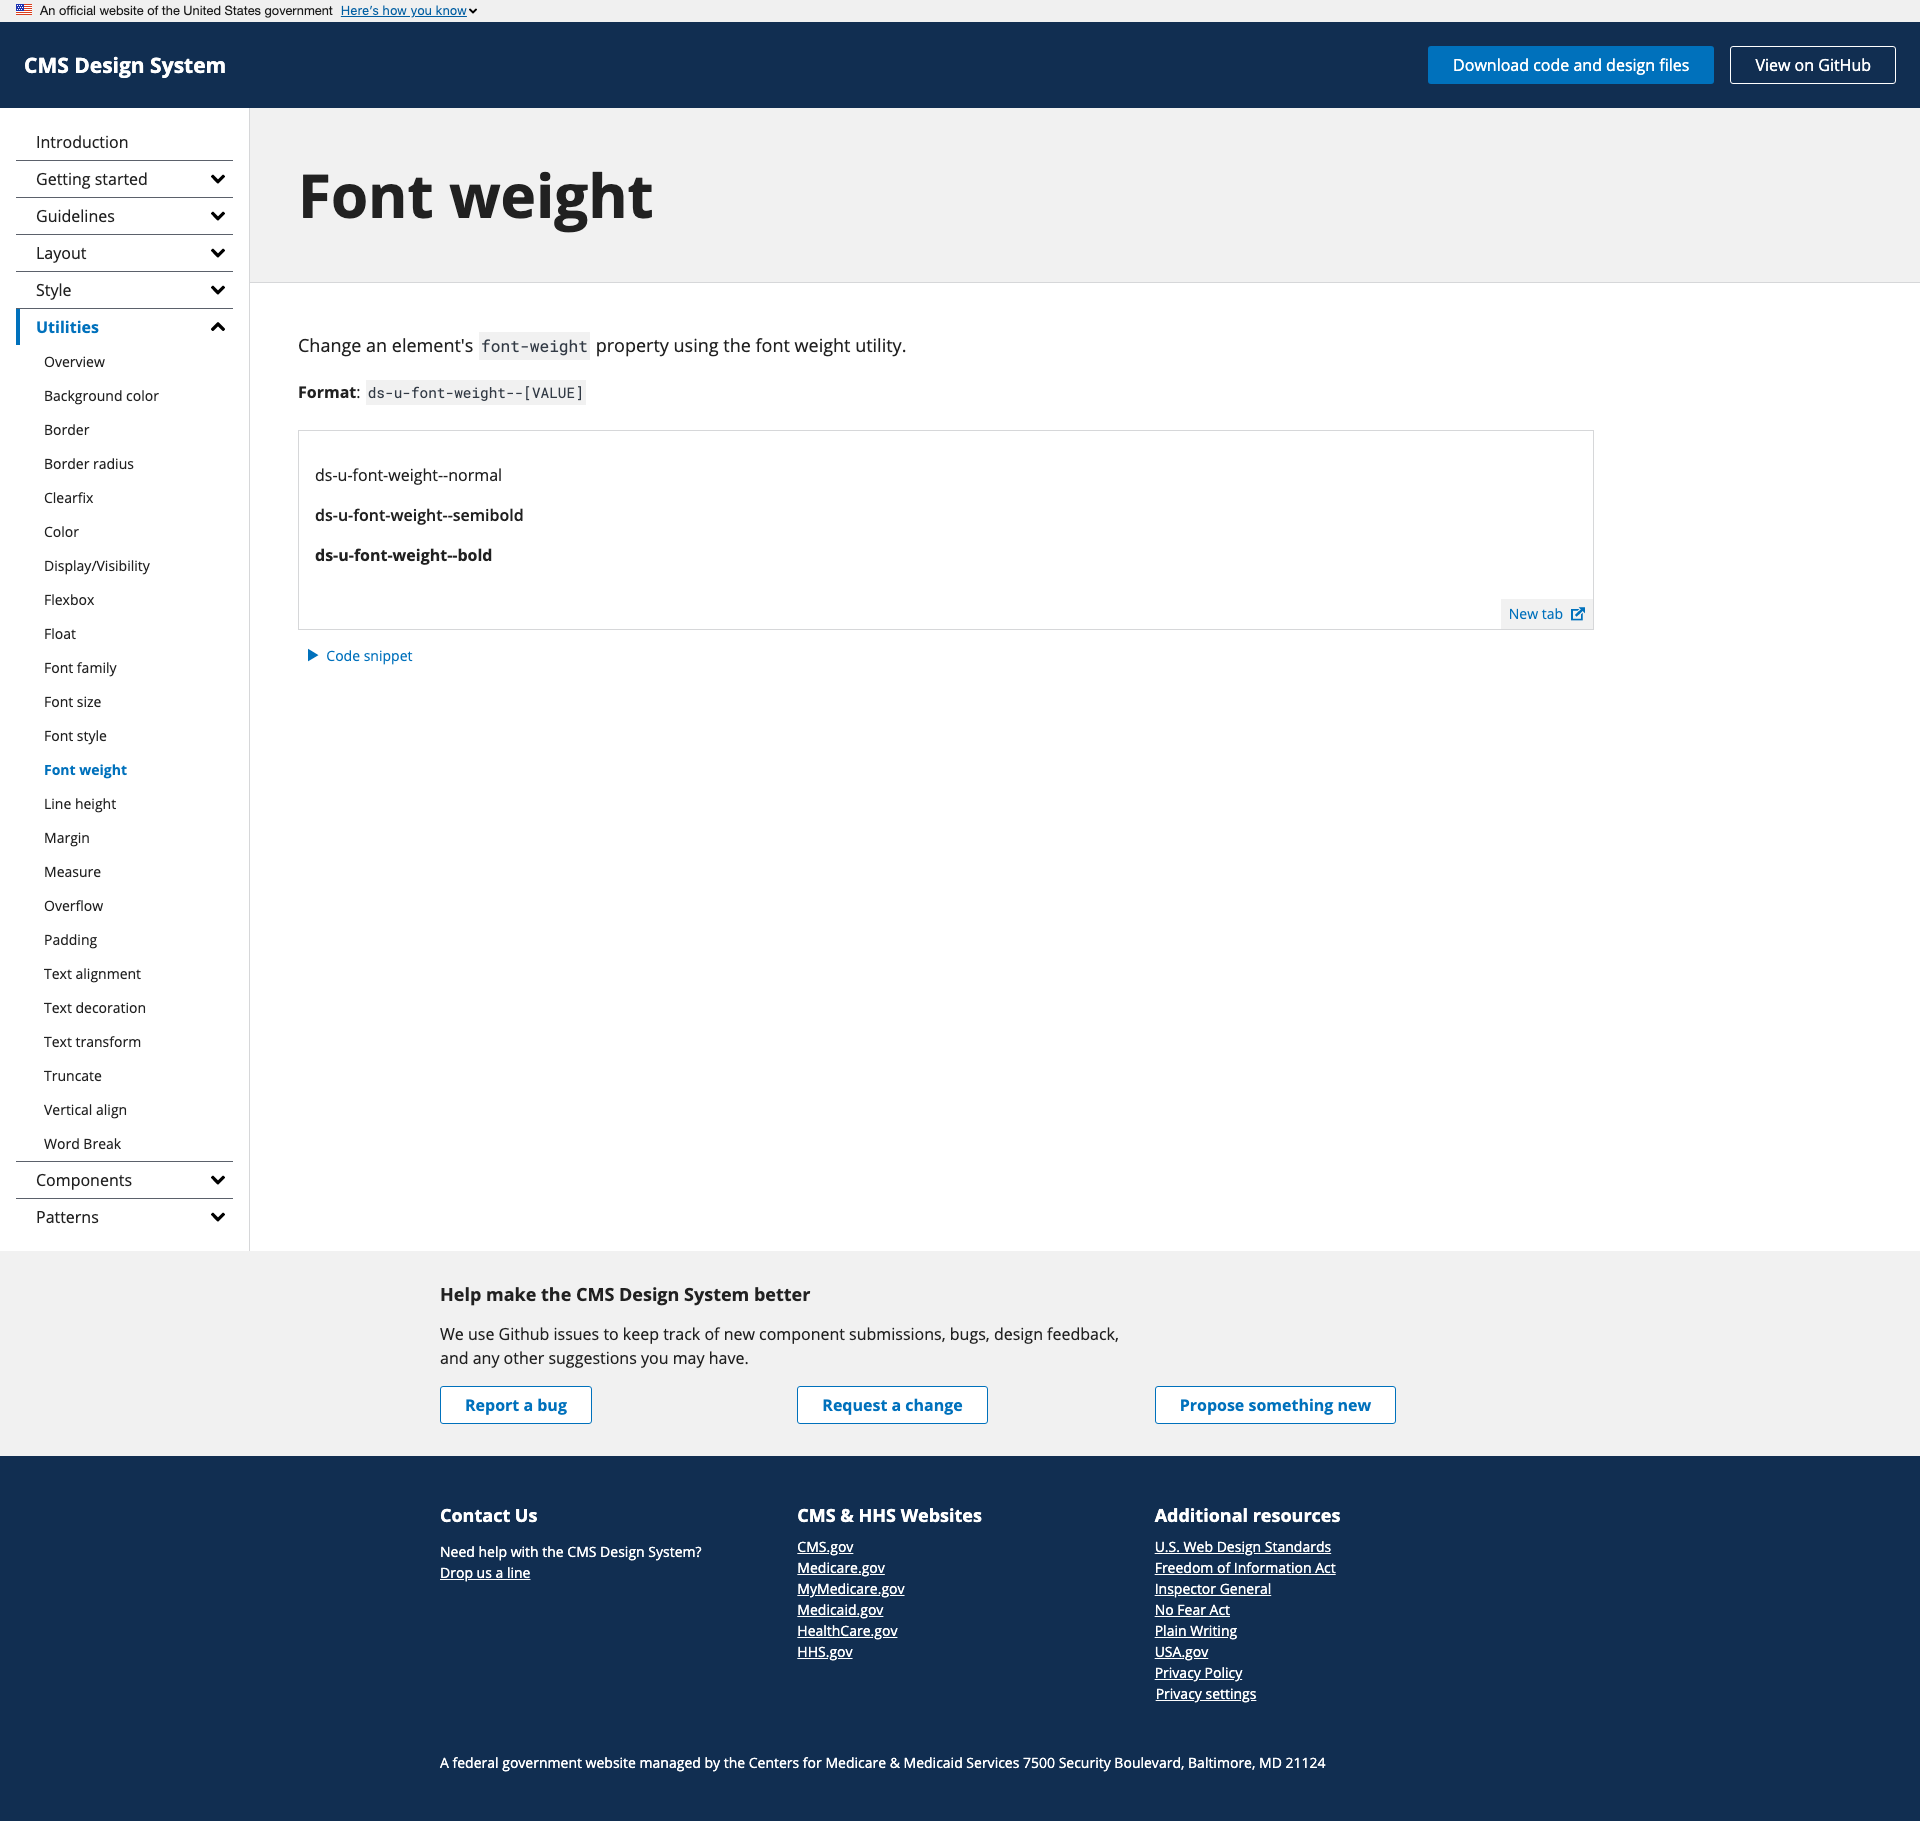 An official website of the United States government Here's how you know
CMS Design System
Download code and design files
View on GitHub
Introduction
Getting started
Guidelines
Layout
Style
Utilities
Overview
Background color
Border
Border radius
Clearfix
Color
Display/Visibility
Flexbox
Float
Font family
Font size
Font style
Font weight
Line height
Margin
Measure
Overflow
Padding
Text alignment
Text decoration
Text transform
Truncate
Vertical align
Word Break
Components
Patterns
Font weight
Change an element's font-weight property using the font weight utility.
Format: ds-u-font-weight--[VALUE]
ds-u-font-weight--normal
ds-u-font-weight--semibold
ds-u-font-weight--bold
New tab
Code snippet
Help make the CMS Design System better
We use Github issues to keep track of new component submissions, bugs, design feedback,
and any other suggestions you may have.
Report a bug
Request a change
Propose something new
Contact Us
Need help with the CMS Design System?
Drop us a line
CMS & HHS Websites
CMS.gov
Medicare.gov
MyMedicare.gov
Medicaid.gov
HealthCare.gov
HHS.gov
Additional resources
U.S. Web Design Standards
Freedom of Information Act
Inspector General
No Fear Act
Plain Writing
USA.gov
Privacy Policy
Privacy settings
A federal government website managed by the Centers for Medicare & Medicaid Services 7500 Security Boulevard, Baltimore, MD 21124